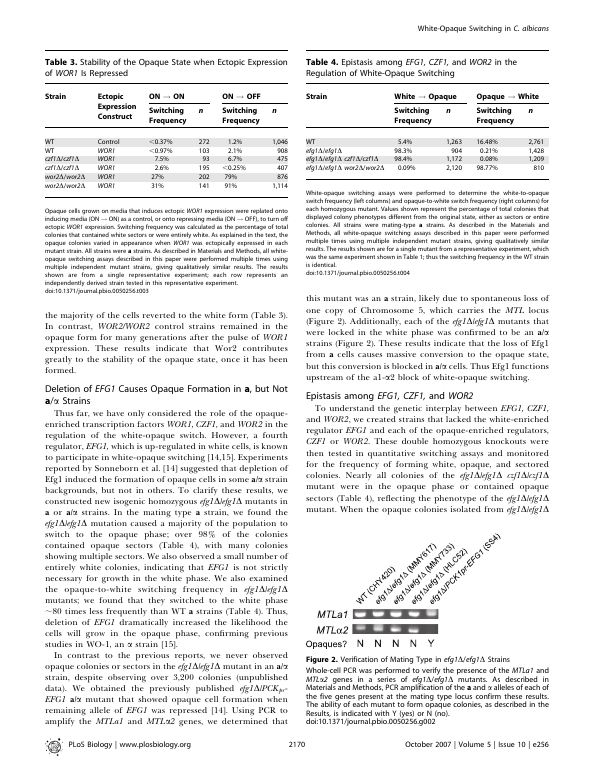 White-Opaque Switching in C. albicans
Table 3. Stability of the Opaque State when Ectopic Expression
of WOR1 Is Repressed
Strain Ectopic Expression Construct ON → ON ON → OFF
Switching Frequency n Switching Frequency n
WT Control <0.37% 272 1.2% 1,046
WT WOR1 <0.97% 103 2.1% 908
czf1Δ/czf1Δ WOR1 7.5% 93 6.7% 475
czf1Δ/czf1Δ WOR1 2.6% 195 <0.25% 407
wor2Δ/wor2Δ WOR1 27% 202 79% 876
wor2Δ/wor2Δ WOR1 31% 141 91% 1,114
Opaque cells grown on media that induces ectopic WOR1 expression were replated onto
inducing media (ON → ON) as a control, or onto repressing media (ON → OFF), to turn off
ectopic WOR1 expression. Switching frequency was calculated as the percentage of total
colonies that contained white sectors or were entirely white. As explained in the text, the
opaque colonies varied in appearance when WOR1 was ectopically expressed in each
mutant strain. All strains were a strains. As described in Materials and Methods, all white-
opaque switching assays described in this paper were performed multiple times using
multiple independent mutant strains, giving qualitatively similar results. The results
shown are from a single representative experiment; each row represents an
independently derived strain tested in this representative experiment.
doi:10.1371/journal.pbio.0050256.t003
the majority of the cells reverted to the white form (Table 3).
In contrast, WOR2/WOR2 control strains remained in the
opaque form for many generations after the pulse of WOR1
expression. These results indicate that Wor2 contributes
greatly to the stability of the opaque state, once it has been
formed.
Deletion of EFG1 Causes Opaque Formation in a, but Not
a/α Strains
Thus far, we have only considered the role of the opaque-
enriched transcription factors WOR1, CZF1, and WOR2 in the
regulation of the white-opaque switch. However, a fourth
regulator, EFG1, which is up-regulated in white cells, is known
to participate in white-opaque switching [14,15]. Experiments
reported by Sonneborn et al. [14] suggested that depletion of
Efg1 induced the formation of opaque cells in some a/α strain
backgrounds, but not in others. To clarify these results, we
constructed new isogenic homozygous efg1Δ/efg1Δ mutants in
a or a/α strains. In the mating type a strain, we found the
efg1Δ/efg1Δ mutation caused a majority of the population to
switch to the opaque phase; over 98% of the colonies
contained opaque sectors (Table 4), with many colonies
showing multiple sectors. We also observed a small number of
entirely white colonies, indicating that EFG1 is not strictly
necessary for growth in the white phase. We also examined
the opaque-to-white switching frequency in efg1Δ/efg1Δ
mutants; we found that they switched to the white phase
~80 times less frequently than WT a strains (Table 4). Thus,
deletion of EFG1 dramatically increased the likelihood the
cells will grow in the opaque phase, confirming previous
studies in WO-1, an α strain [15].
In contrast to the previous reports, we never observed
opaque colonies or sectors in the efg1Δ/efg1Δ mutant in an a/α
strain, despite observing over 3,200 colonies (unpublished
data). We obtained the previously published efg1Δ/PCKpr-
EFG1 a/α mutant that showed opaque cell formation when
remaining allele of EFG1 was repressed [14]. Using PCR to
amplify the MTLa1 and MTLα2 genes, we determined that
Table 4. Epistasis among EFG1, CZF1, and WOR2 in the
Regulation of White-Opaque Switching
Strain White → Opaque Opaque → White
Switching Frequency n Switching Frequency n
WT 5.4% 1,263 16.48% 2,761
efg1Δ/efg1Δ 98.3% 904 0.21% 1,428
efg1Δ/efg1Δ czf1Δ/czf1Δ 98.4% 1,172 0.08% 1,209
efg1Δ/efg1Δ wor2Δ/wor2Δ 0.09% 2,120 98.77% 810
White-opaque switching assays were performed to determine the white-to-opaque
switch frequency (left columns) and opaque-to-white switch frequency (right columns) for
each homozygous mutant. Values shown represent the percentage of total colonies that
displayed colony phenotypes different from the original state, either as sectors or entire
colonies. All strains were mating-type a strains. As described in the Materials and
Methods, all white-opaque switching assays described in this paper were performed
multiple times using multiple independent mutant strains, giving qualitatively similar
results. The results shown are for a single mutant from a representative experiment, which
was the same experiment shown in Table 1; thus the switching frequency in the WT strain
is identical.
doi:10.1371/journal.pbio.0050256.t004
this mutant was an a strain, likely due to spontaneous loss of
one copy of Chromosome 5, which carries the MTL locus
(Figure 2). Additionally, each of the efg1Δ/efg1Δ mutants that
were locked in the white phase was confirmed to be an a/α
strains (Figure 2). These results indicate that the loss of Efg1
from a cells causes massive conversion to the opaque state,
but this conversion is blocked in a/α cells. Thus Efg1 functions
upstream of the a1-α2 block of white-opaque switching.
Epistasis among EFG1, CZF1, and WOR2
To understand the genetic interplay between EFG1, CZF1,
and WOR2, we created strains that lacked the white-enriched
regulator EFG1 and each of the opaque-enriched regulators,
CZF1 or WOR2. These double homozygous knockouts were
then tested in quantitative switching assays and monitored
for the frequency of forming white, opaque, and sectored
colonies. Nearly all colonies of the efg1Δ/efg1Δ czf1Δ/czf1Δ
mutant were in the opaque phase or contained opaque
sectors (Table 4), reflecting the phenotype of the efg1Δ/efg1Δ
mutant. When the opaque colonies isolated from efg1Δ/efg1Δ
WT (CHY420)
efg1Δ/efg1Δ (MMY617)
efg1Δ/efg1Δ (MMY733)
efg1Δ/efg1Δ (HLC52)
efg1Δ/PCK1pr-EFG1 (SS4)
MTLa1
MTLα2
Opaques? N N N N Y
Figure 2. Verification of Mating Type in efg1Δ/efg1Δ Strains
Whole-cell PCR was performed to verify the presence of the MTLa1 and
MTLα2 genes in a series of efg1Δ/efg1Δ mutants. As described in
Materials and Methods, PCR amplification of the a and α alleles of each of
the five genes present at the mating type locus confirm these results.
The ability of each mutant to form opaque colonies, as described in the
Results, is indicated with Y (yes) or N (no).
doi:10.1371/journal.pbio.0050256.g002
PLoS Biology | www.plosbiology.org
2170
October 2007 | Volume 5 | Issue 10 | e256